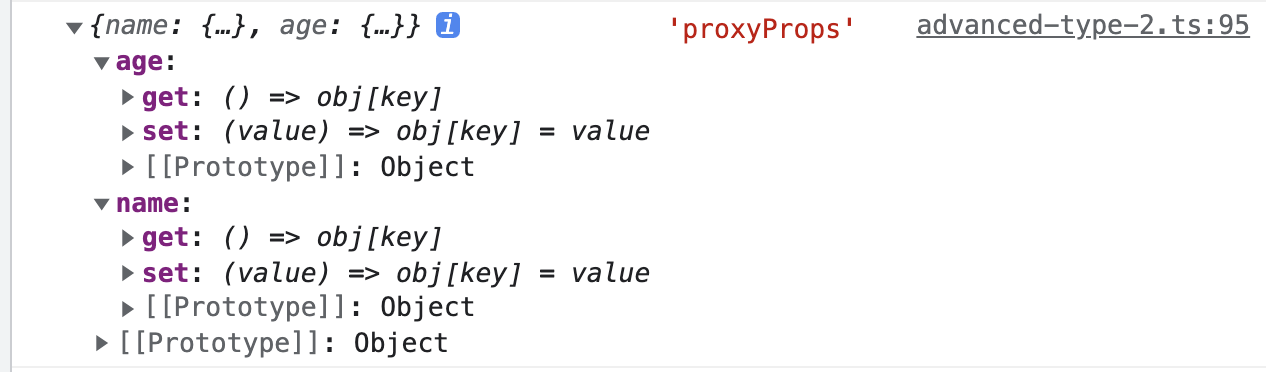 ▼{name: {…}, age: {…}} i 'proxyProps' advanced-type-2.ts:95
▼age:
▶get: () => obj[key]
▶set: (value) => obj[key] = value
▶[[Prototype]]: Object
▼name:
▶get: () => obj[key]
▶set: (value) => obj[key] = value
▶[[Prototype]]: Object
▶[[Prototype]]: Object